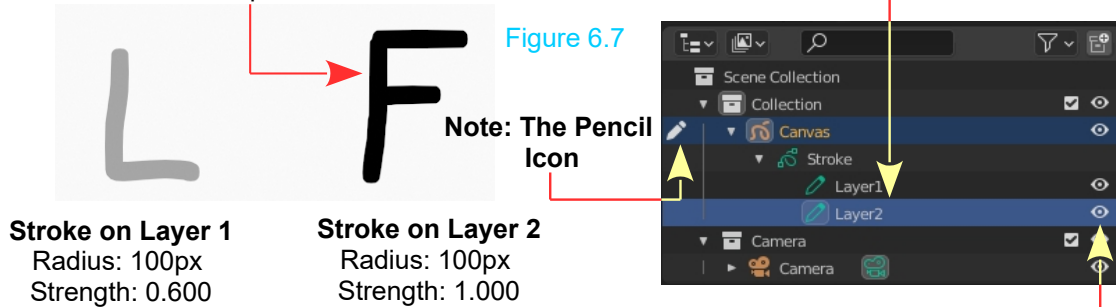 L
F
Figure 6.7
Note: The Pencil
Icon
Stroke on Layer 1
Radius: 100px
Strength: 0.600
Stroke on Layer 2
Radius: 100px
Strength: 1.000
Scene Collection
Collection
Canvas
Stroke
Layer1
Layer2
Camera
Camera